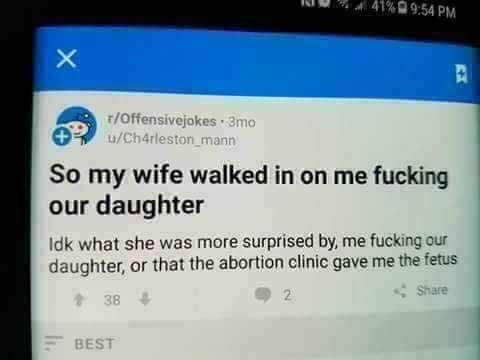 41% 9:54 PM
r/Offensivejokes • 3mo
u/Ch4rleston_mann
So my wife walked in on me fucking
our daughter
Idk what she was more surprised by, me fucking our
daughter, or that the abortion clinic gave me the fetus
38 2 Share
BEST